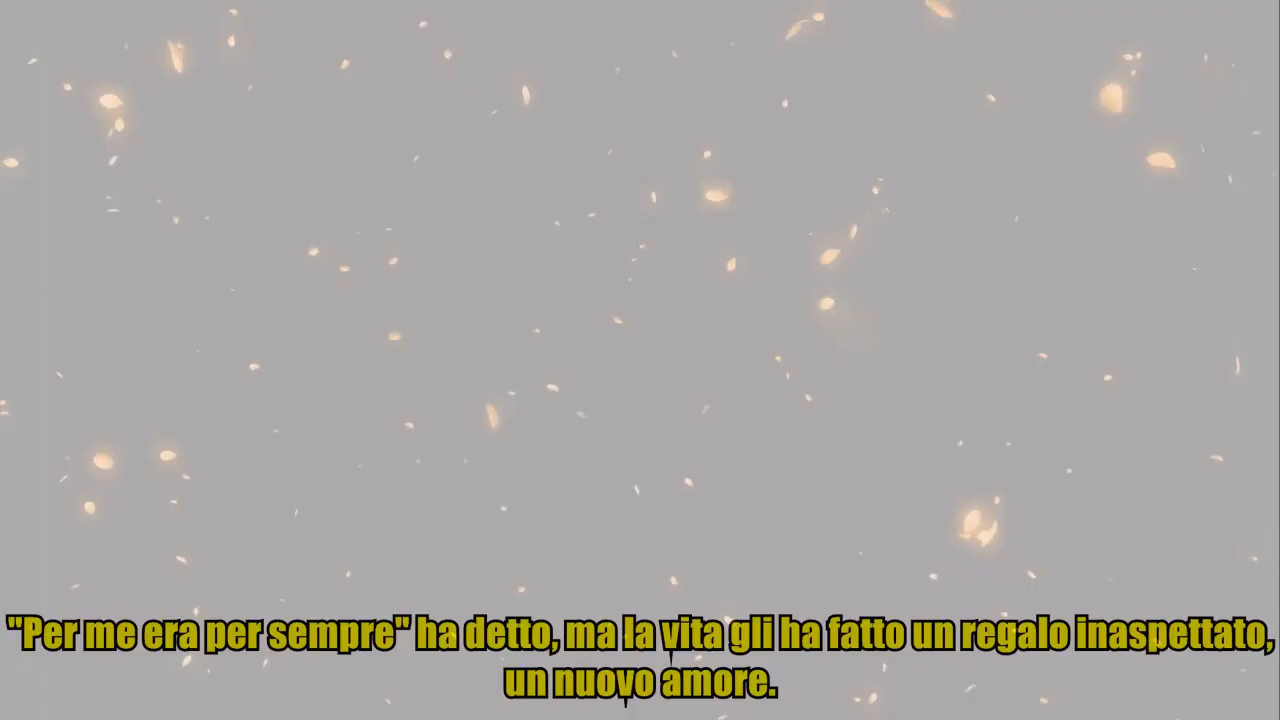 "Per me era per sempre" ha detto, ma la vita gli ha fatto un regalo inaspettato,
un nuovo amore.